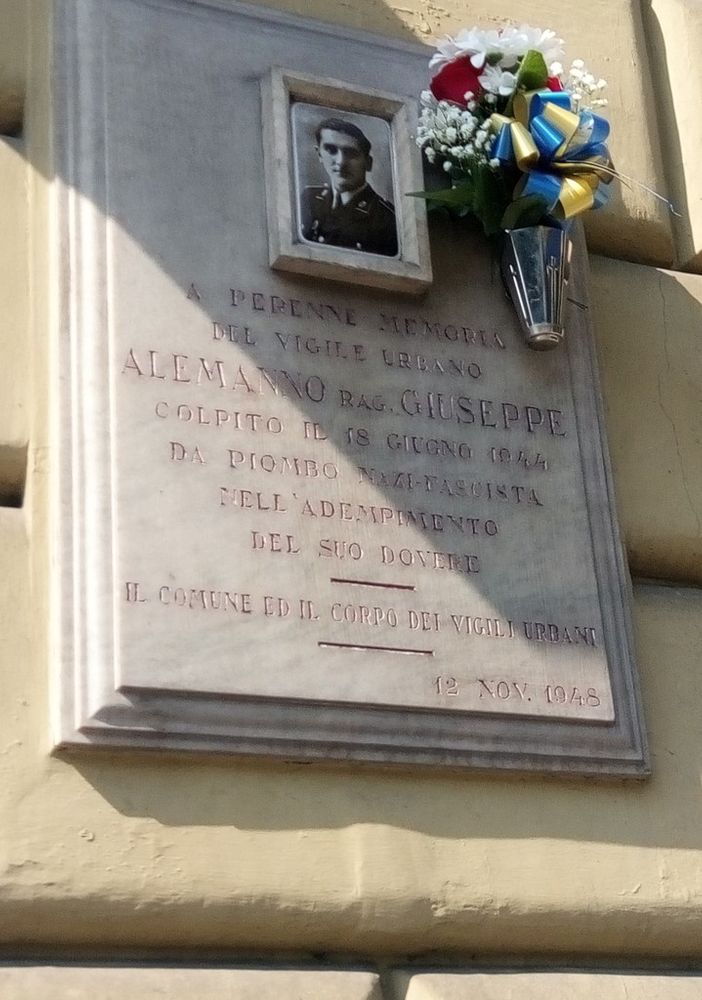 A PERENNE MEMORIA
DEL VIGILE URBANO
ALEMANNO RAG. GIUSEPPE
COLPITO IL 18 GIUGNO 1944
DA PIOMBO NAZI-FASCISTA
NELL'ADEMPIMENTO
DEL SUO DOVERE
IL COMUNE ED IL CORPO DEI VIGILI URBANI
12 NOV. 1948